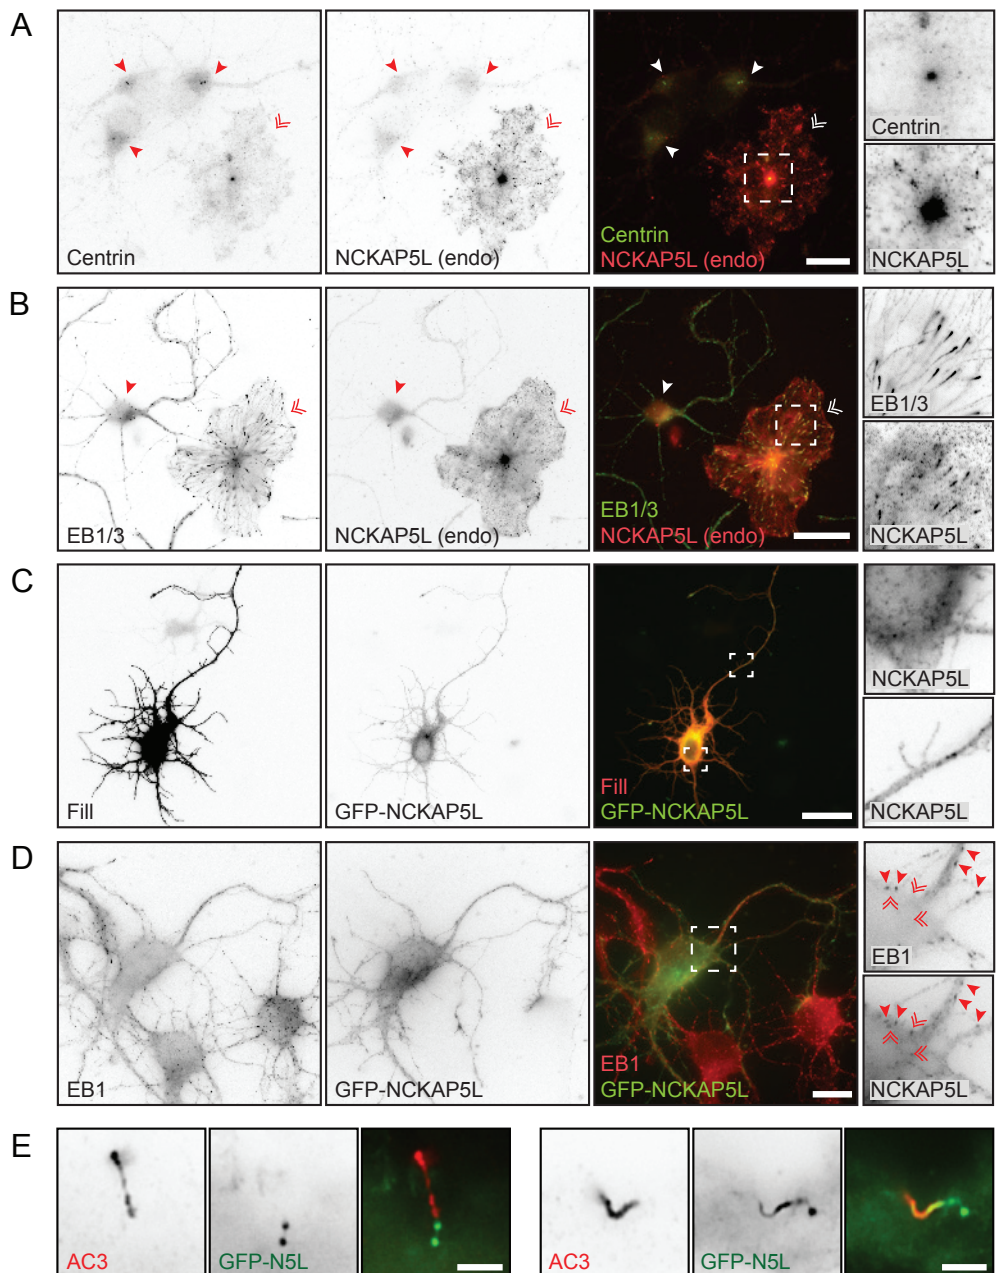 A
Centrin
NCKAP5L (endo)
Centrin
NCKAP5L (endo)
Centrin
NCKAP5L
B
EB1/3
NCKAP5L (endo)
EB1/3
NCKAP5L (endo)
EB1/3
NCKAP5L
C
Fill
GFP-NCKAP5L
Fill
GFP-NCKAP5L
NCKAP5L
NCKAP5L
D
EB1
GFP-NCKAP5L
EB1
GFP-NCKAP5L
EB1
NCKAP5L
E
AC3
GFP-N5L
AC3
GFP-N5L